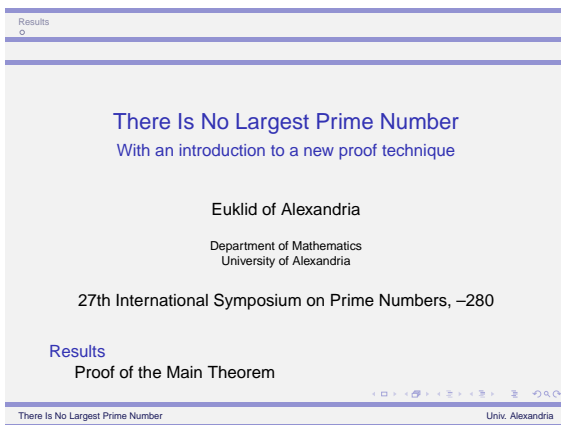 Results
There Is No Largest Prime Number
With an introduction to a new proof technique
Euklid of Alexandria
Department of Mathematics
University of Alexandria
27th International Symposium on Prime Numbers, –280
Results
Proof of the Main Theorem
There Is No Largest Prime Number Univ. Alexandria